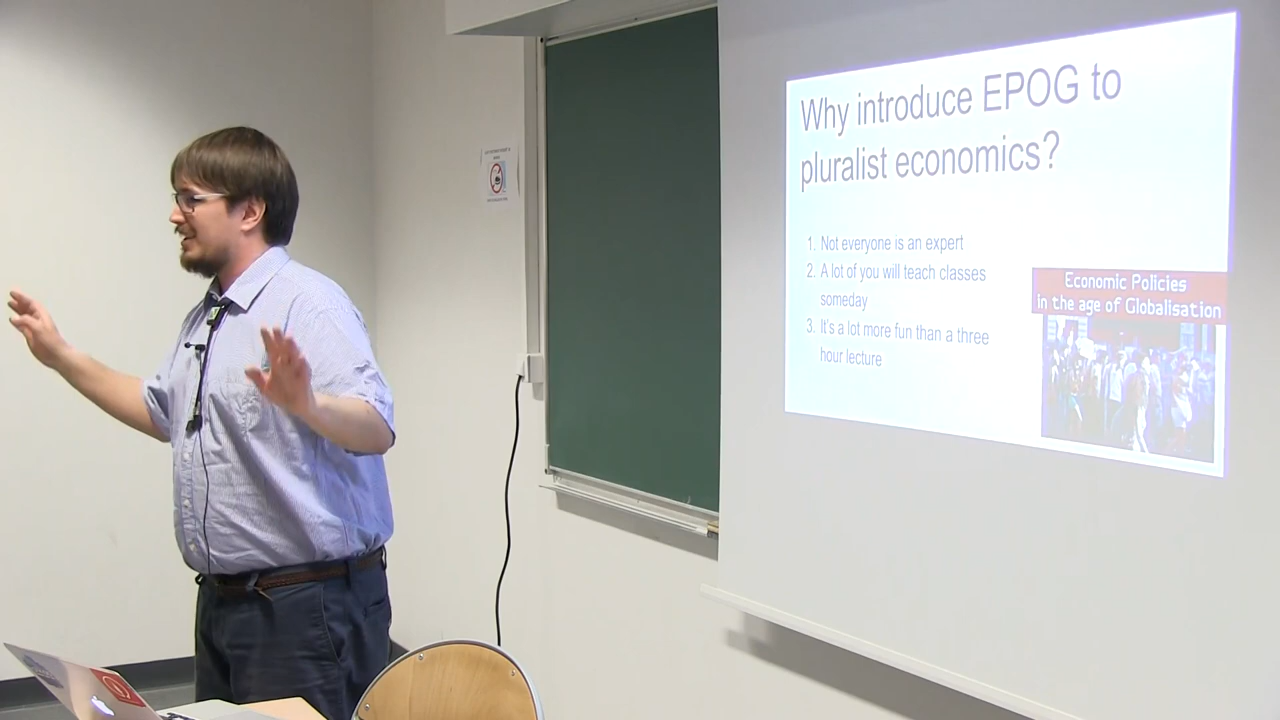 Why introduce EPOG to
pluralist economics?
1. Not everyone is an expert
2. A lot of you will teach classes
someday
3. It's a lot more fun than a three
hour lecture
Economic Policies
in the age of Globalisation